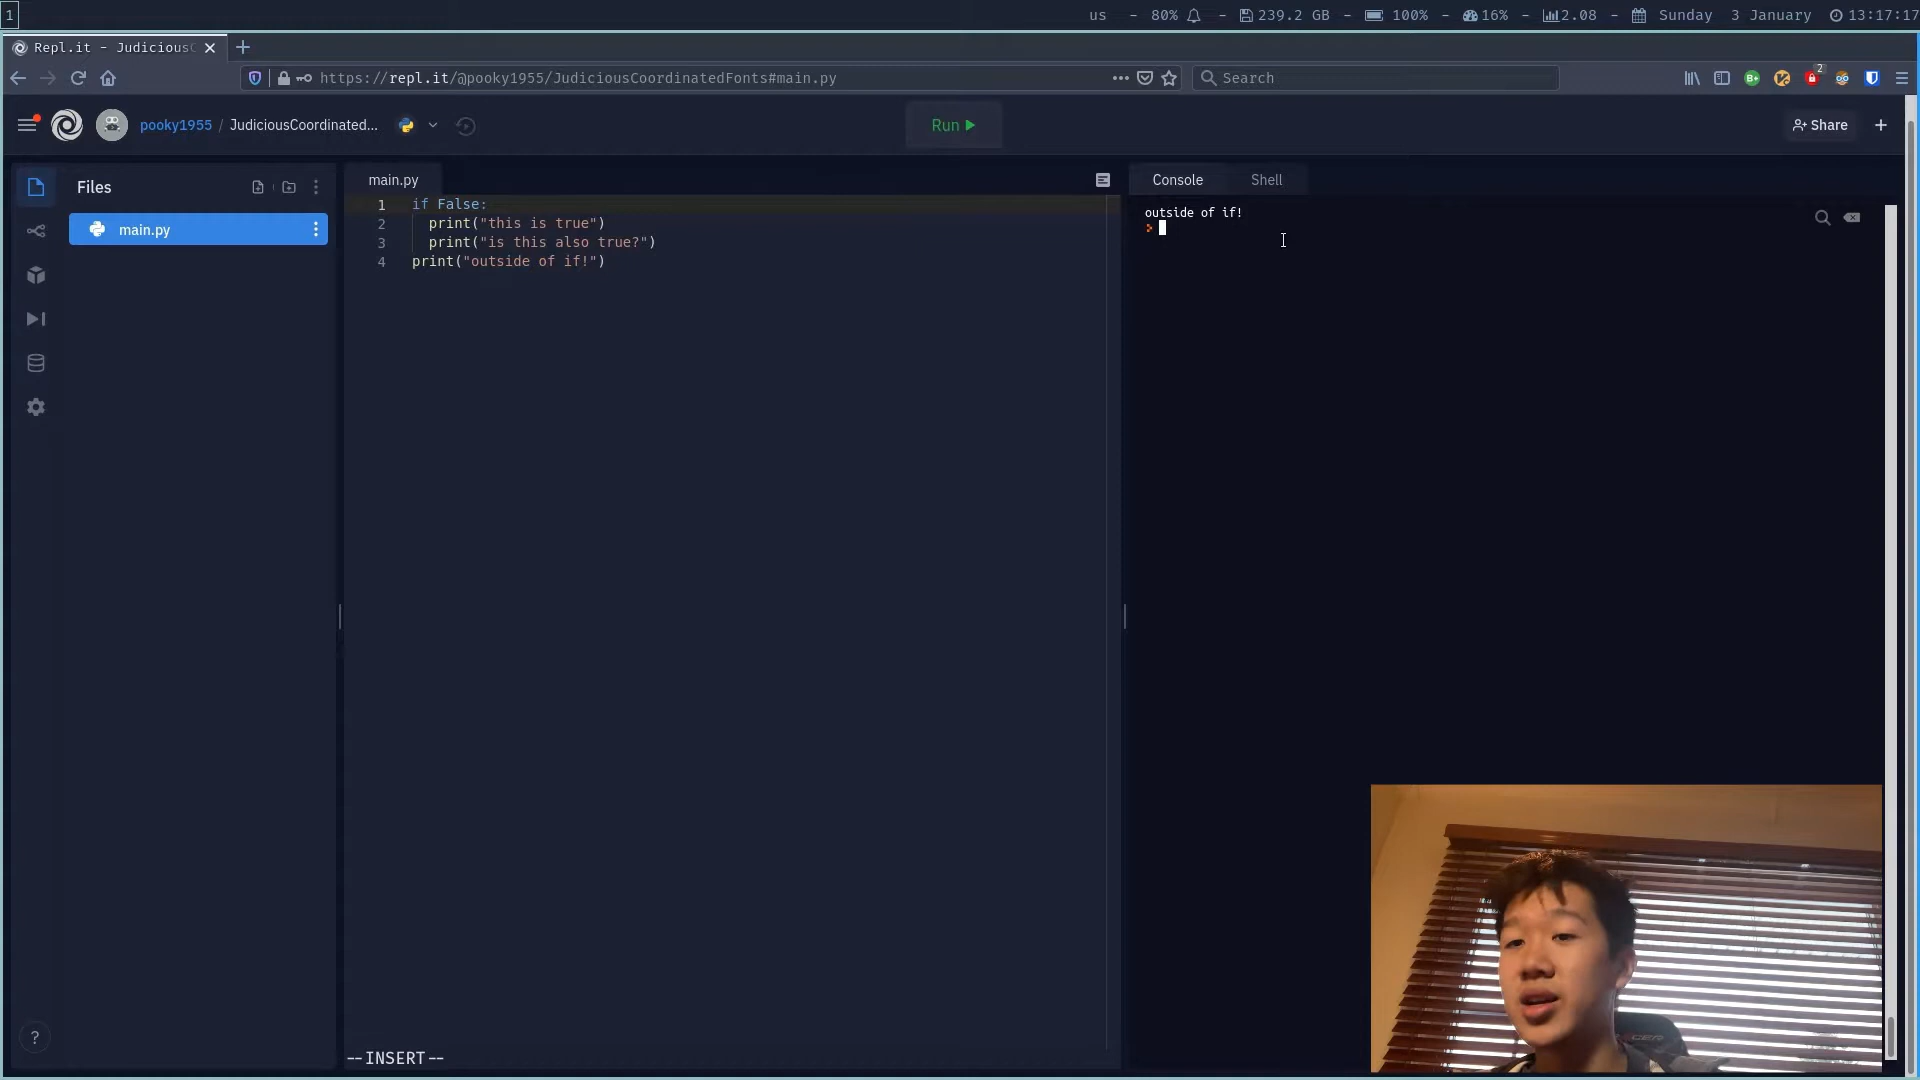 1
us – 80% – 239.2 GB – 100% – 16% – 2.08 – Sunday 3 January 13:17:17
Repl.it - JudiciousC
https://repl.it/@pooky1955/JudiciousCoordinatedFonts#main.py
Search
2
pooky1955 / JudiciousCoordinated...
Run
Share
Files
main.py
main.py
1 if False:
2 print("this is true")
3 print("is this also true?")
4 print("outside of if!")
--INSERT--
Console Shell
outside of if!
?